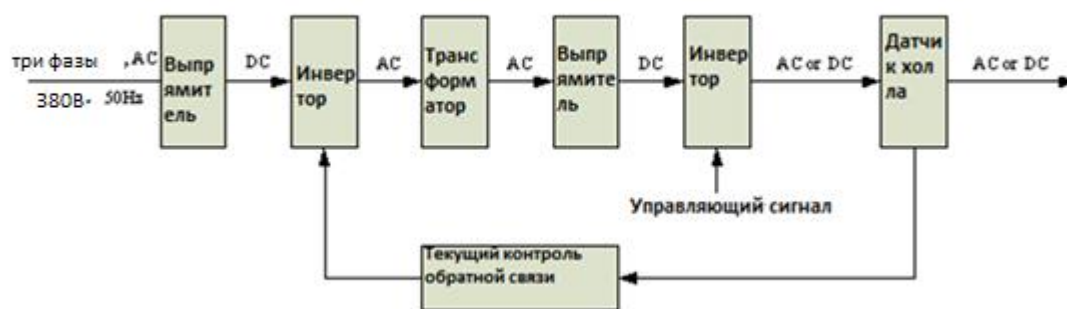 три фазы , AC
380В- 50Hz
Выпр
ямит
ель
DC
Инвер
тор
AC
Транс
форм
атор
AC
Выпр
ямите
ль
DC
Инвер
тор
AC or DC
Датчи
к хол
ла
AC or DC
Управляющий сигнал
Текущий контроль
обратной связи